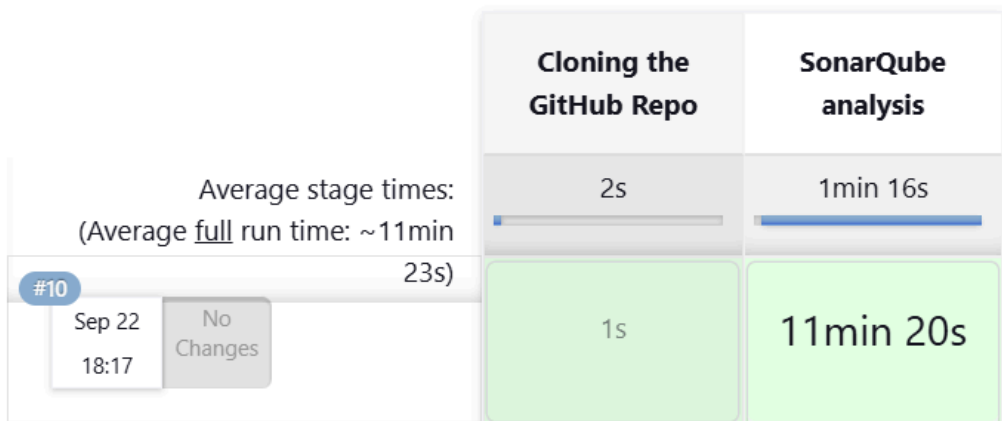 Cloning the
GitHub Repo
SonarQube
analysis
Average stage times:
(Average full run time: ~11min
23s)
2s
1min 16s
#10
Sep 22
18:17
No
Changes
1s
11min 20s